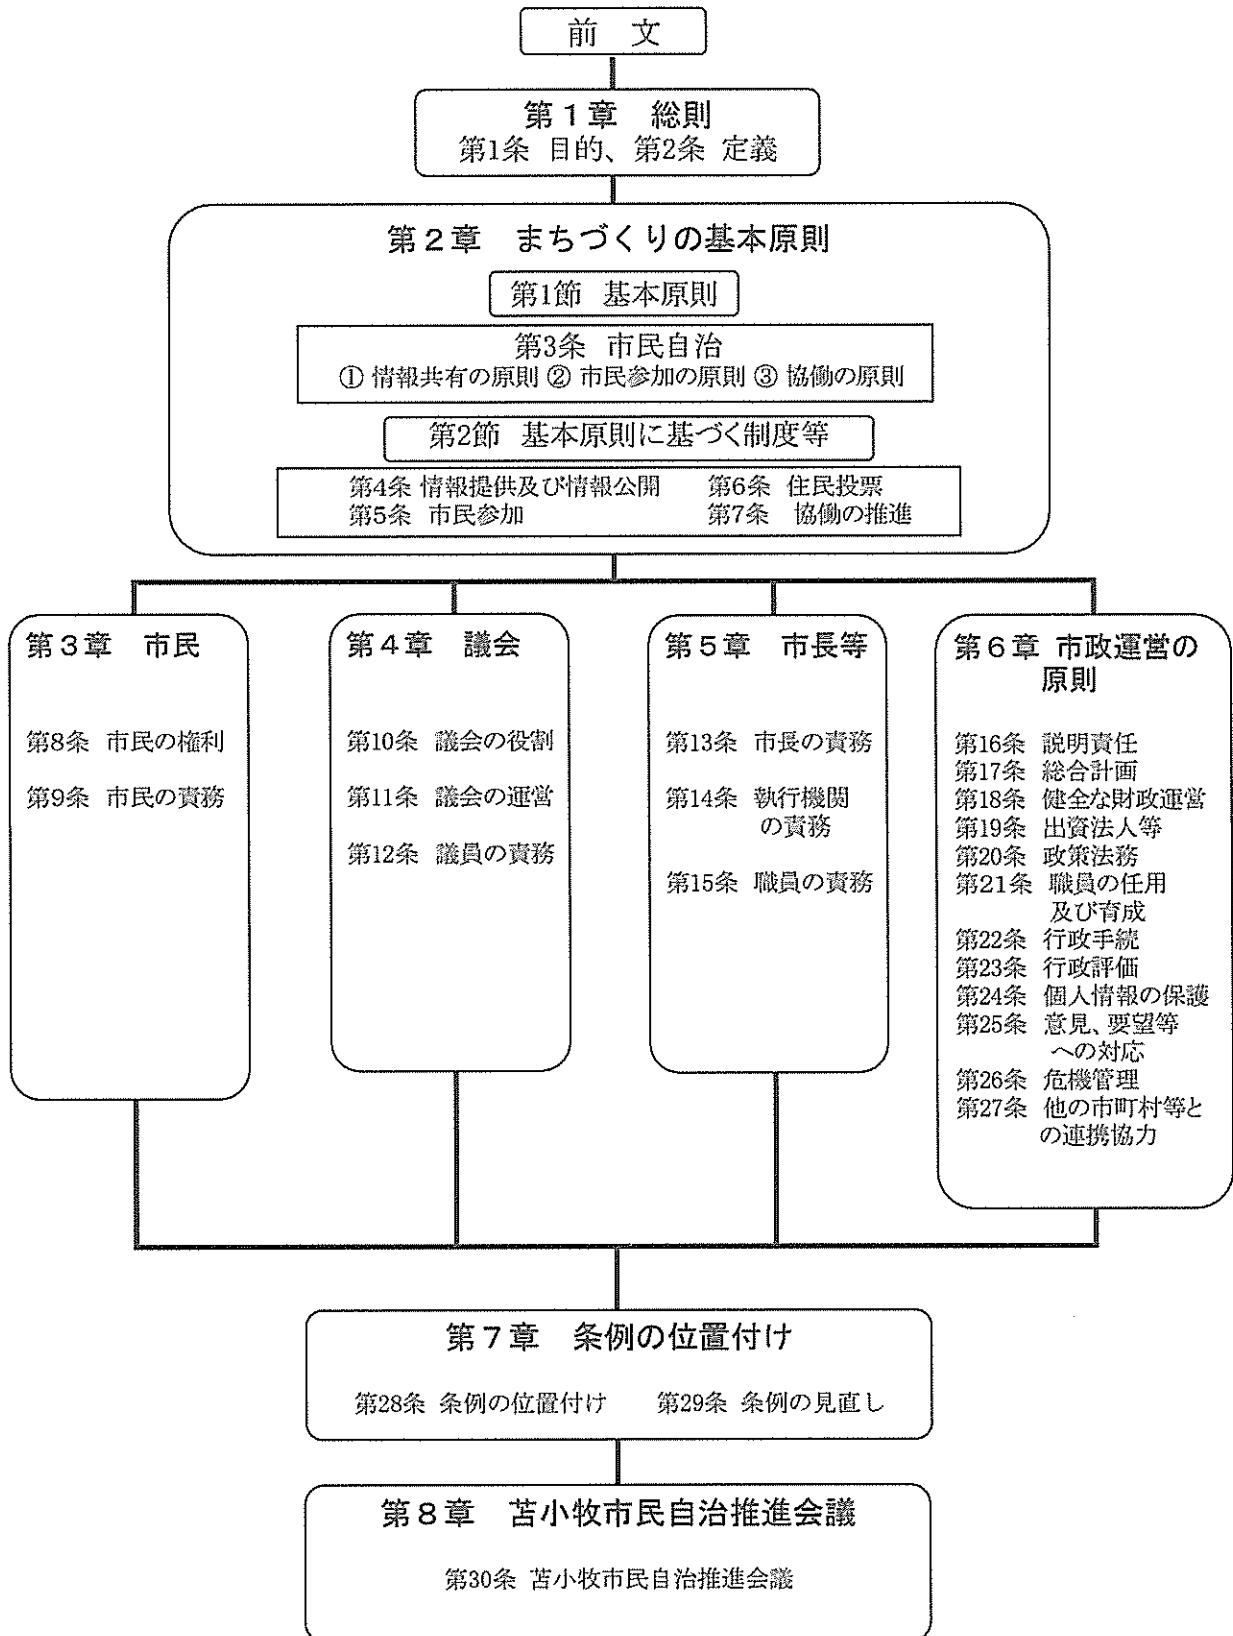 前　文
第１章　総則
第1条 目的、第2条 定義
第２章　まちづくりの基本原則
第1節 基本原則
第3条 市民自治
① 情報共有の原則 ② 市民参加の原則 ③ 協働の原則
第2節 基本原則に基づく制度等
第4条 情報提供及び情報公開　第6条 住民投票
第5条 市民参加　第7条 協働の推進
第３章　市民
第8条 市民の権利
第9条 市民の責務
第４章　議会
第10条 議会の役割
第11条 議会の運営
第12条 議員の責務
第５章　市長等
第13条 市長の責務
第14条 執行機関
の責務
第15条 職員の責務
第６章 市政運営の
原則
第16条 説明責任
第17条 総合計画
第18条 健全な財政運営
第19条 出資法人等
第20条 政策法務
第21条 職員の任用
及び育成
第22条 行政手続
第23条 行政評価
第24条 個人情報の保護
第25条 意見、要望等
への対応
第26条 危機管理
第27条 他の市町村等と
の連携協力
第７章　条例の位置付け
第28条 条例の位置付け　第29条 条例の見直し
第８章　苫小牧市民自治推進会議
第30条 苫小牧市民自治推進会議